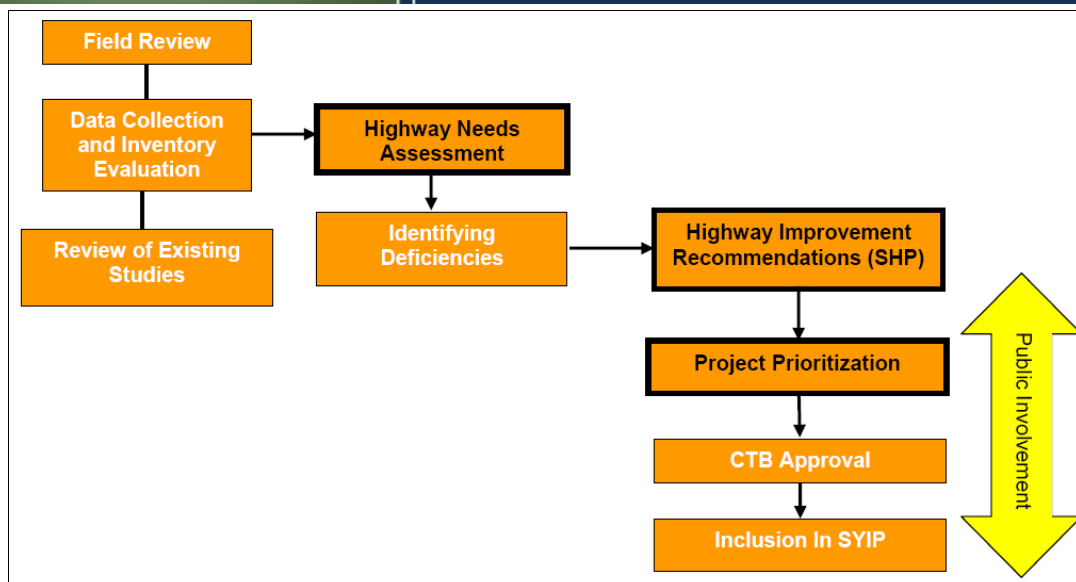 Field Review
Data Collection
and Inventory
Evaluation
Review of Existing
Studies
Highway Needs
Assessment
Identifying
Deficiencies
Highway Improvement
Recommendations (SHP)
Project Prioritization
CTB Approval
Inclusion In SYIP
Public Involvement